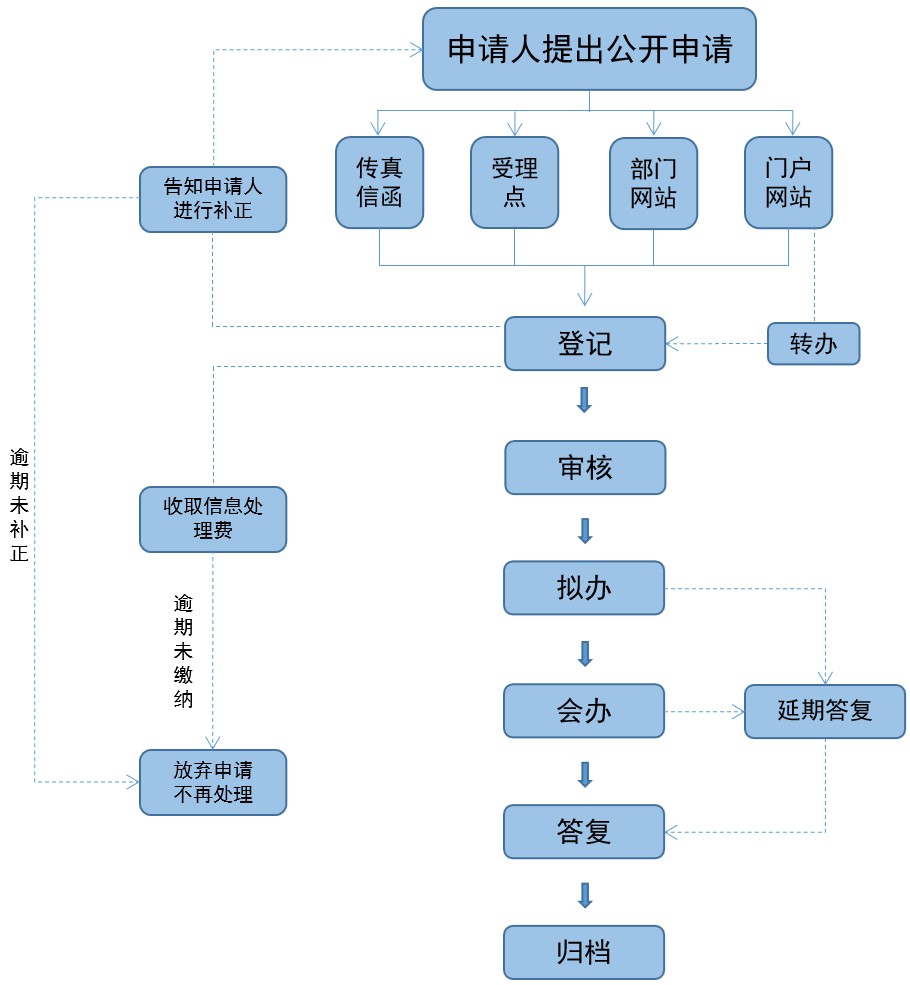 申请人提出公开申请
传真
信函
受理
点
部门
网站
门户
网站
告知申请人
进行补正
登记
转办
审核
逾期未补正
收取信息处
理费
拟办
逾期未缴纳
会办
延期答复
放弃申请
不再处理
答复
归档